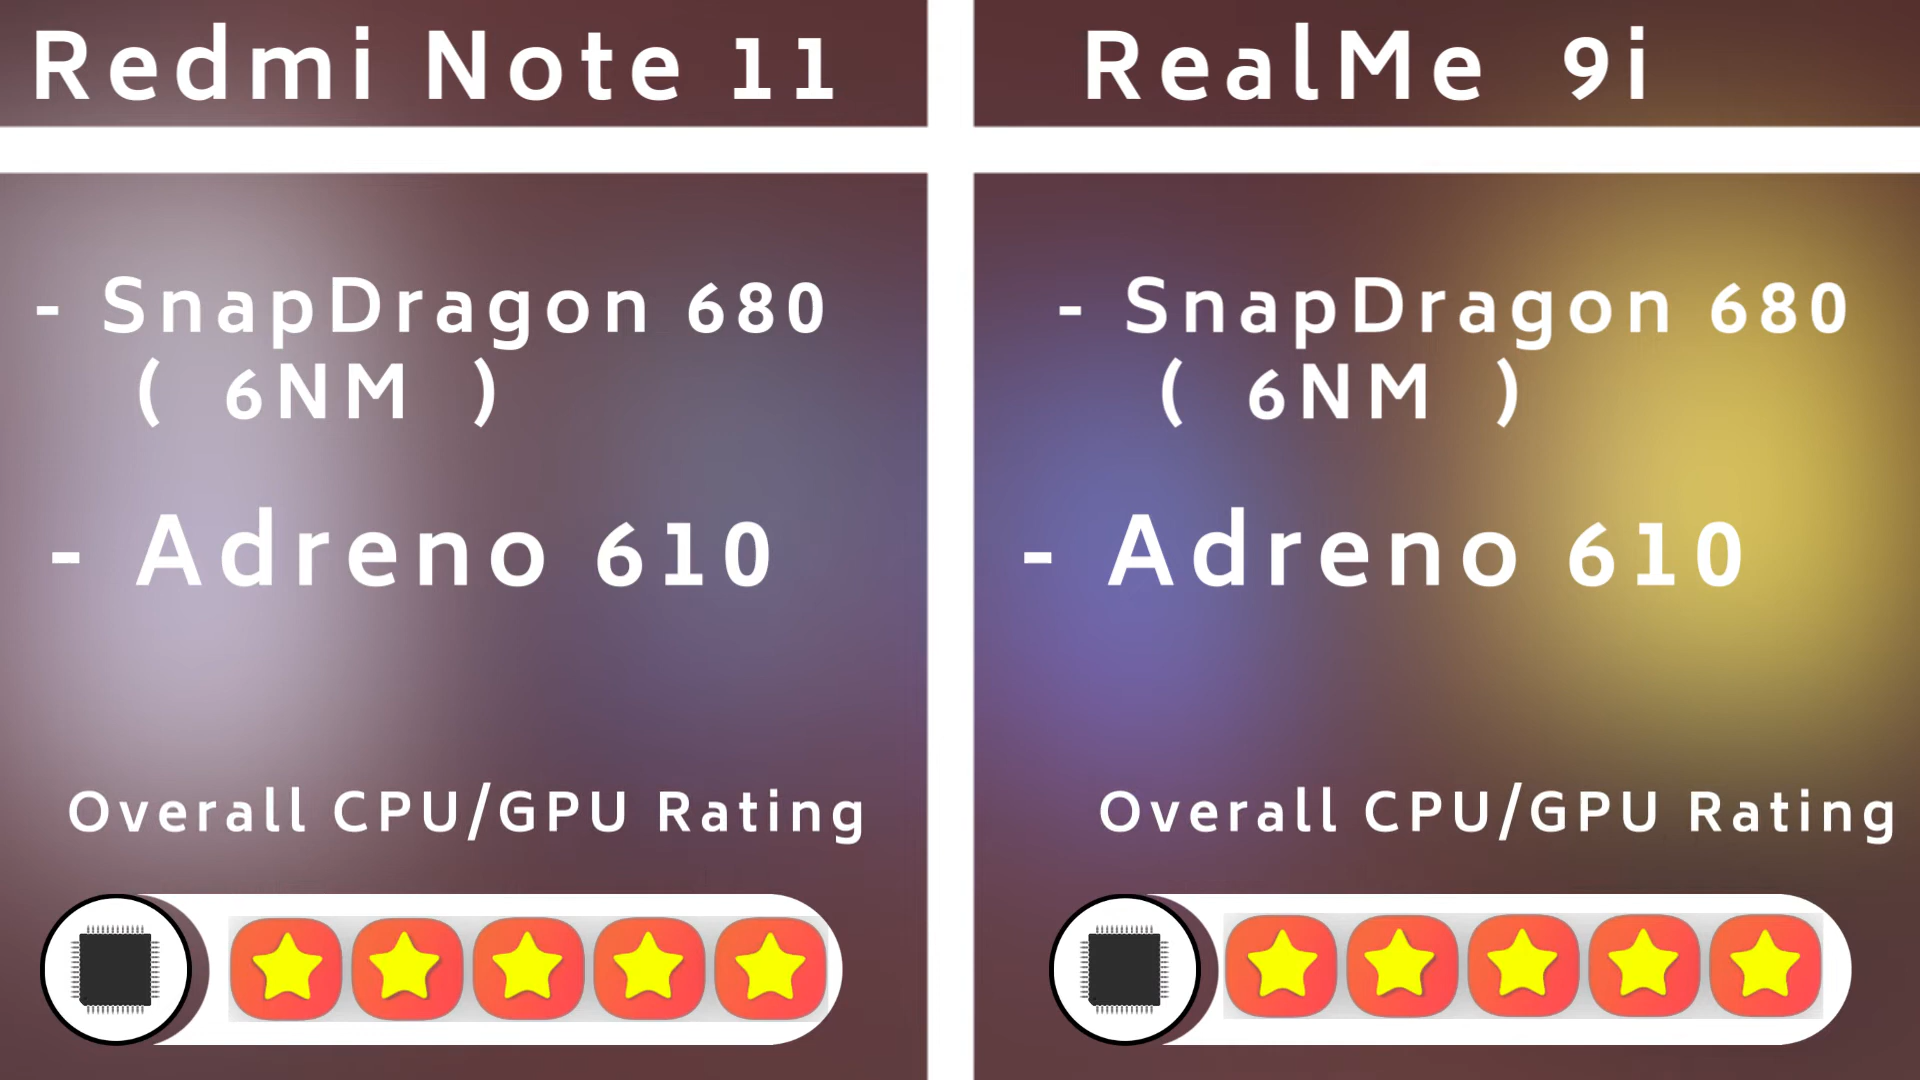 Redmi Note 11
RealMe 9i
- SnapDragon 680
( 6NM )
- Adreno 610
Overall CPU/GPU Rating
- SnapDragon 680
( 6NM )
- Adreno 610
Overall CPU/GPU Rating